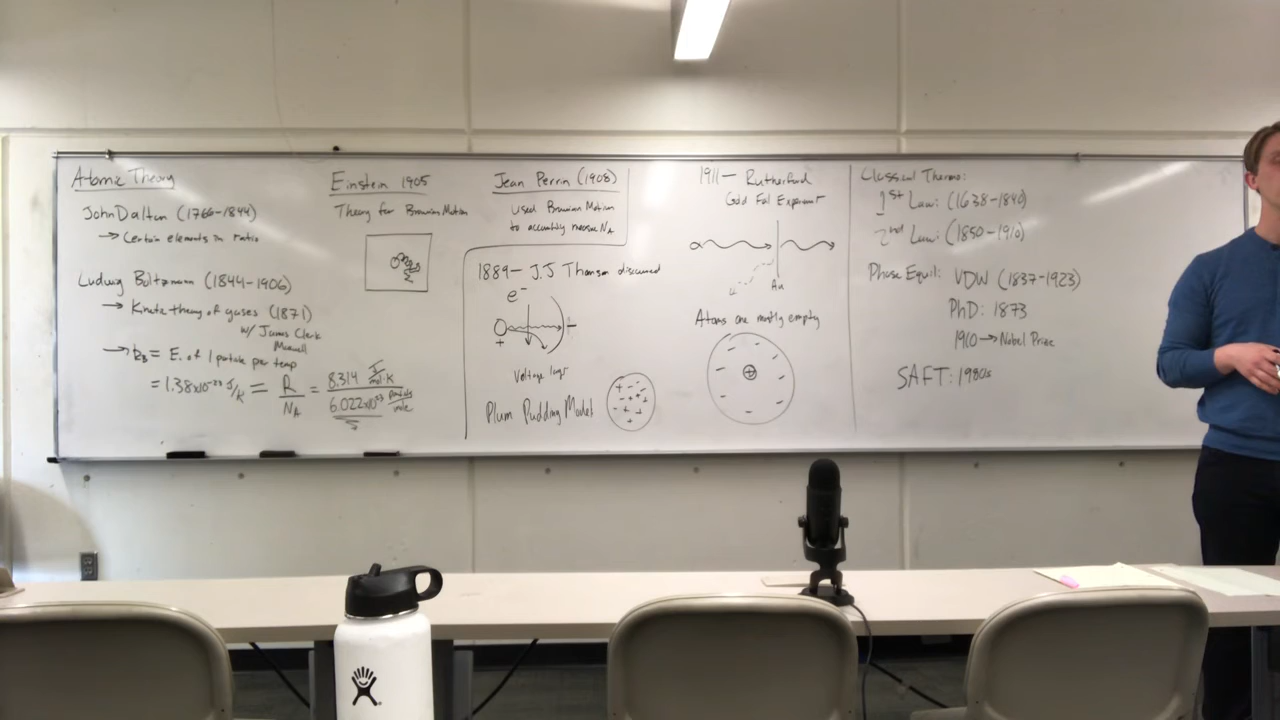 Atomic Theory
John Dalton (1766-1844)
→ Certain elements in ratio
Ludwig Boltzmann (1844-1906)
→ Kinetic theory of gases (1871)
w/ James Clerk
Maxwell
→ kB = E. of 1 particle per temp
= 1.38x10⁻²³ J/K = R/NA = 8.314 J/mol·K / 6.022x10²³ particles/mole
Einstein 1905
Theory for Brownian Motion
Jean Perrin (1908)
used Brownian Motion
to accurately measure NA
1889- J.J Thomson discovered
e⁻
+
-
Voltage
Plum Pudding Model
1911- Rutherford
Gold Foil Experiment
α
Au
Atoms are mostly empty
+
Classical Thermo:
1st Law: (1638-1840)
2nd Law: (1850-1910)
Phase Equil: VDW (1837-1923)
PhD: 1873
1910 → Nobel Prize
SAFT: 1980s